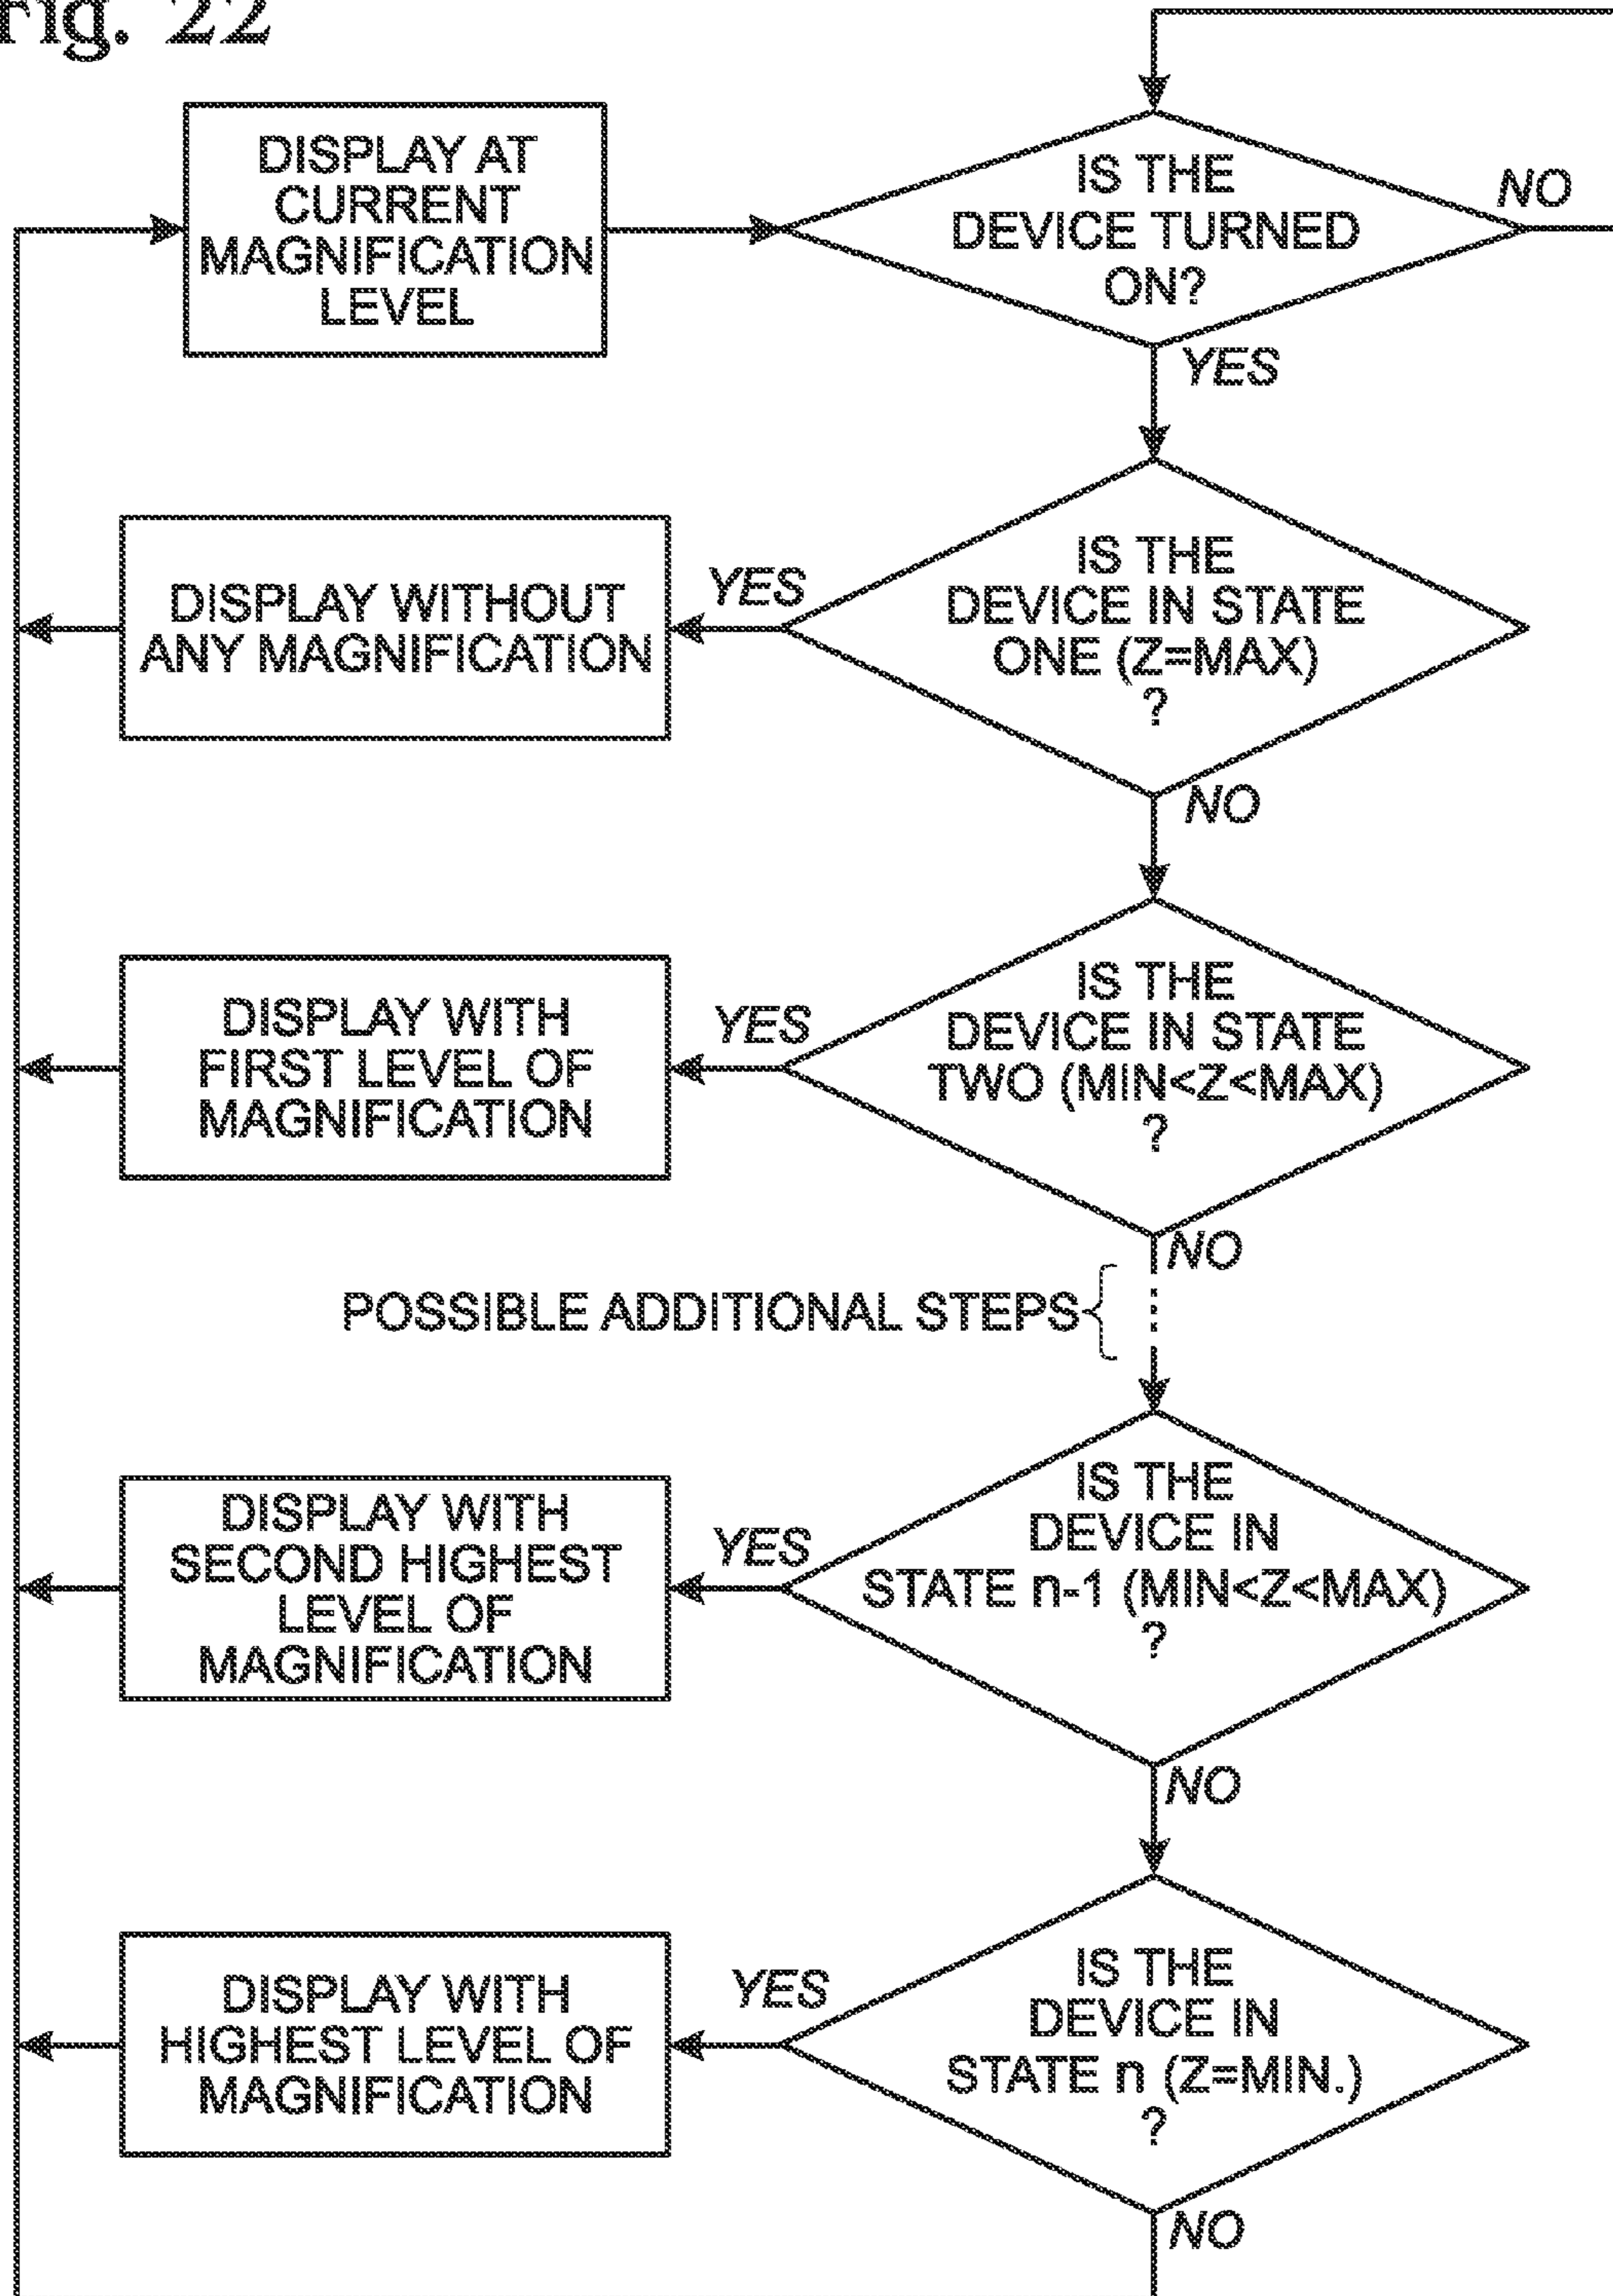 Fig. 22
DISPLAY AT
CURRENT
MAGNIFICATION
LEVEL
IS THE
DEVICE TURNED
ON?
NO
YES
DISPLAY WITHOUT
ANY MAGNIFICATION
YES
IS THE
DEVICE IN STATE
ONE (Z=MAX)
?
NO
DISPLAY WITH
FIRST LEVEL OF
MAGNIFICATION
YES
IS THE
DEVICE IN STATE
TWO (MIN<Z<MAX)
?
NO
POSSIBLE ADDITIONAL STEPS
DISPLAY WITH
SECOND HIGHEST
LEVEL OF
MAGNIFICATION
YES
IS THE
DEVICE IN
STATE n-1 (MIN<Z<MAX)
?
NO
DISPLAY WITH
HIGHEST LEVEL OF
MAGNIFICATION
YES
IS THE
DEVICE IN
STATE n (Z=MIN.)
?
NO